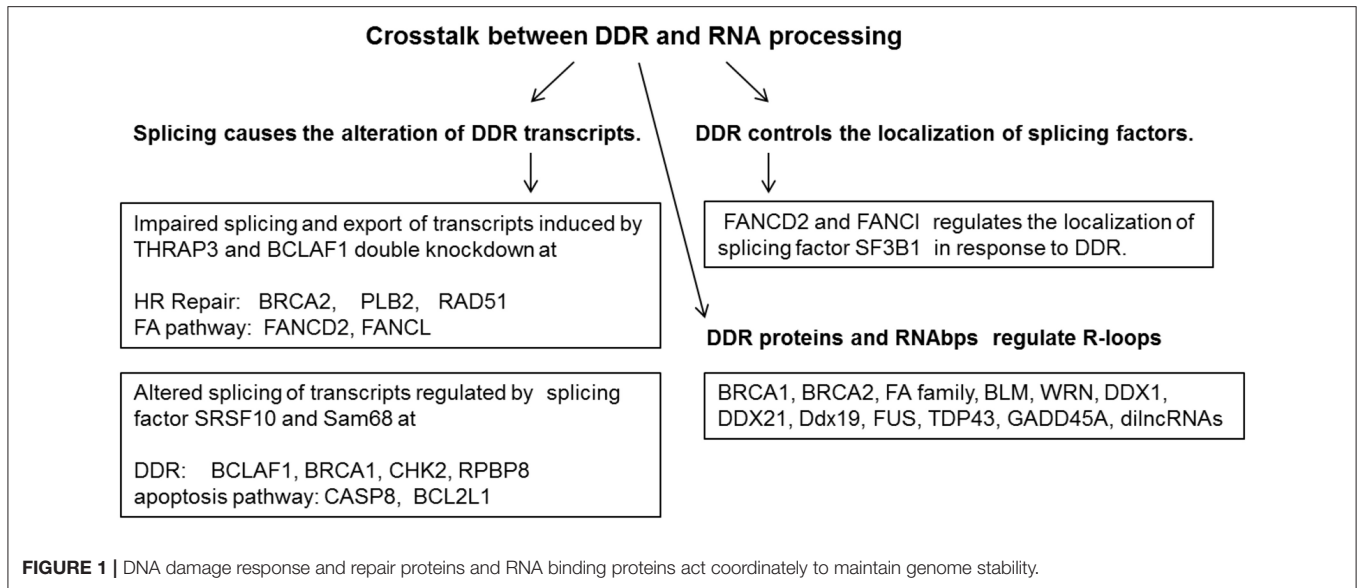 Crosstalk between DDR and RNA processing
Splicing causes the alteration of DDR transcripts.
Impaired splicing and export of transcripts induced by
THRAP3 and BCLAF1 double knockdown at
HR Repair: BRCA2, PLB2, RAD51
FA pathway: FANCD2, FANCL
Altered splicing of transcripts regulated by splicing
factor SRSF10 and Sam68 at
DDR: BCLAF1, BRCA1, CHK2, RPBP8
apoptosis pathway: CASP8, BCL2L1
DDR controls the localization of splicing factors.
FANCD2 and FANCI regulates the localization of
splicing factor SF3B1 in response to DDR.
DDR proteins and RNAbps regulate R-loops
BRCA1, BRCA2, FA family, BLM, WRN, DDX1,
DDX21, Ddx19, FUS, TDP43, GADD45A, dilncRNAs
FIGURE 1 | DNA damage response and repair proteins and RNA binding proteins act coordinately to maintain genome stability.